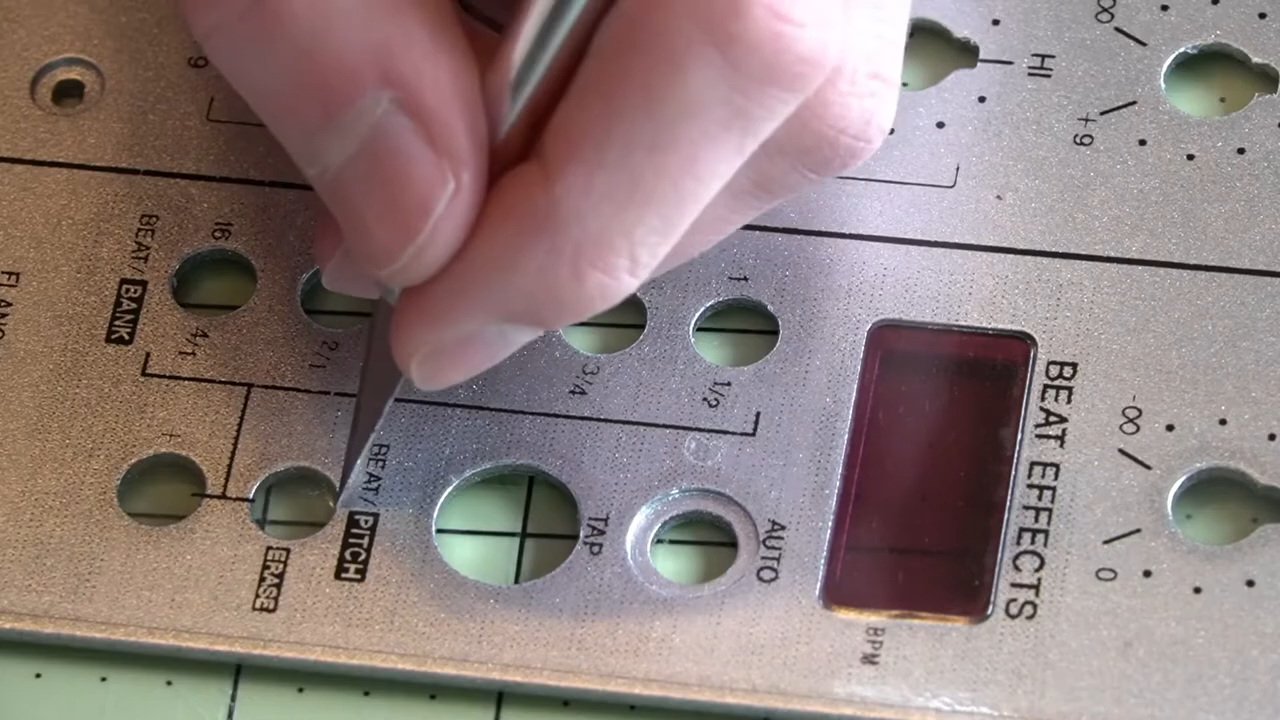 HI
-∞
+9
9
BEAT EFFECTS
-∞
0
BPM
AUTO
TAP
1
1/2
3/4
2/1
16
4/1
BEAT/BANK
BEAT/PITCH
ERASE